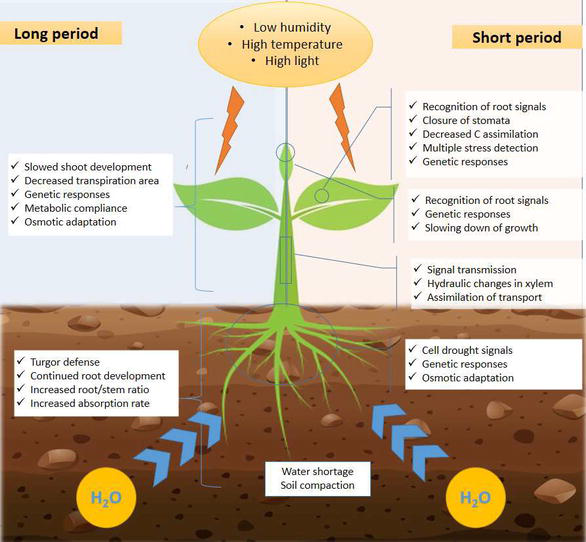 Long period
• Low humidity
• High temperature
• High light
Short period
✓ Recognition of root signals
✓ Closure of stomata
✓ Decreased C assimilation
✓ Multiple stress detection
✓ Genetic responses
✓ Slowed shoot development
✓ Decreased transpiration area
✓ Genetic responses
✓ Metabolic compliance
✓ Osmotic adaptation
✓ Recognition of root signals
✓ Genetic responses
✓ Slowing down of growth
✓ Signal transmission
✓ Hydraulic changes in xylem
✓ Assimilation of transport
✓ Turgor defense
✓ Continued root development
✓ Increased root/stem ratio
✓ Increased absorption rate
✓ Cell drought signals
✓ Genetic responses
✓ Osmotic adaptation
Water shortage
Soil compaction
H₂O
H₂O